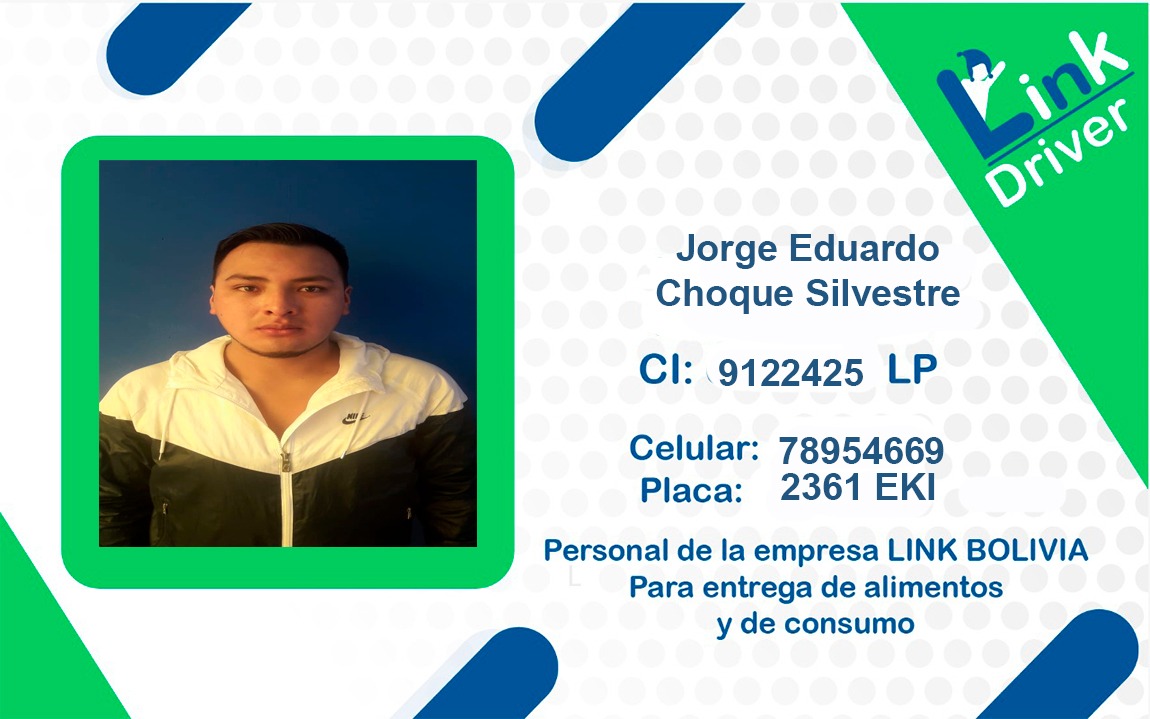 Link
Driver
Jorge Eduardo
Choque Silvestre
CI: 9122425 LP
Celular: 78954669
Placa: 2361 EKI
NIKE
Personal de la empresa LINK BOLIVIA
Para entrega de alimentos
y de consumo